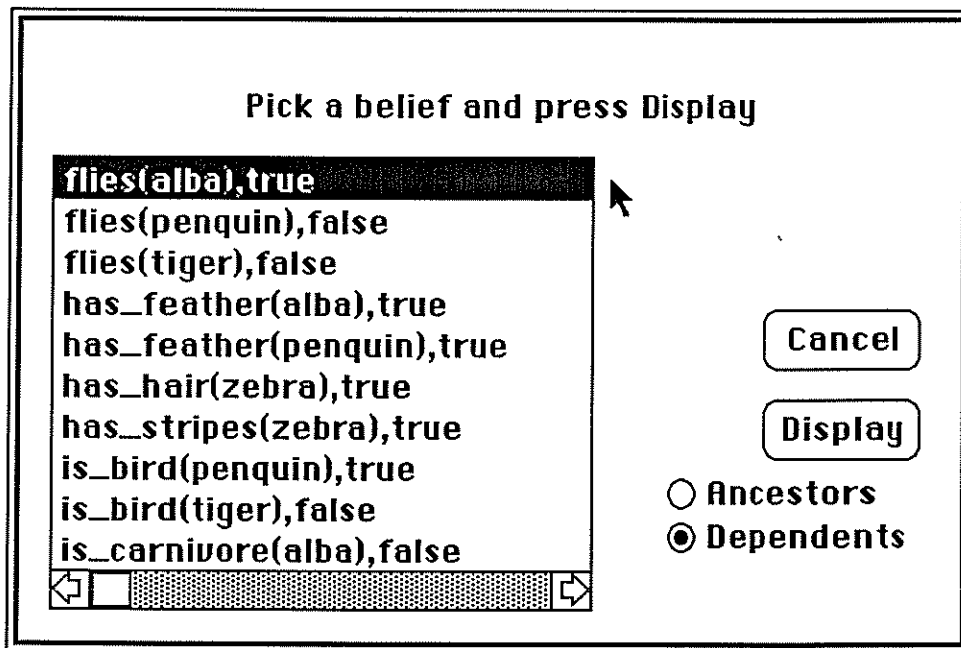 Pick a belief and press Display
flies(alba),true
flies(penquin),false
flies(tiger),false
has_feather(alba),true
has_feather(penquin),true
has_hair(zebra),true
has_stripes(zebra),true
is_bird(penquin),true
is_bird(tiger),false
is_carnivore(alba),false
Cancel
Display
Ancestors
Dependents